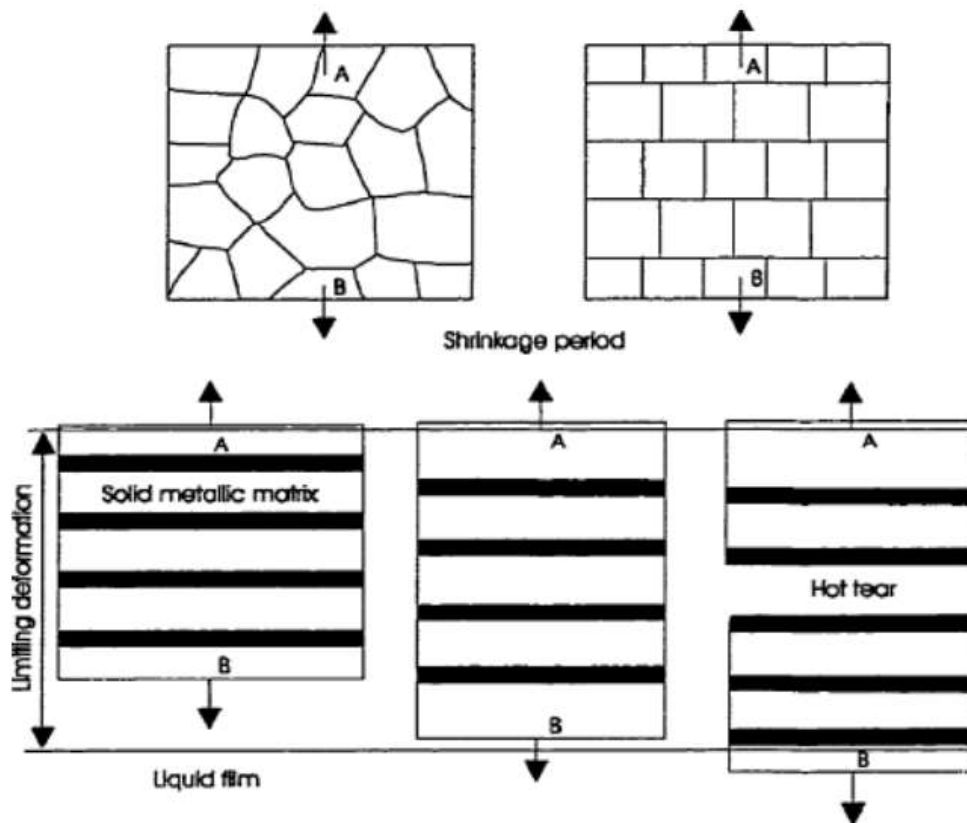 A
A
B
B
Shrinkage period
A
A
A
Solid metallic matrix
Limiting deformation
Hot tear
B
B
B
Liquid film